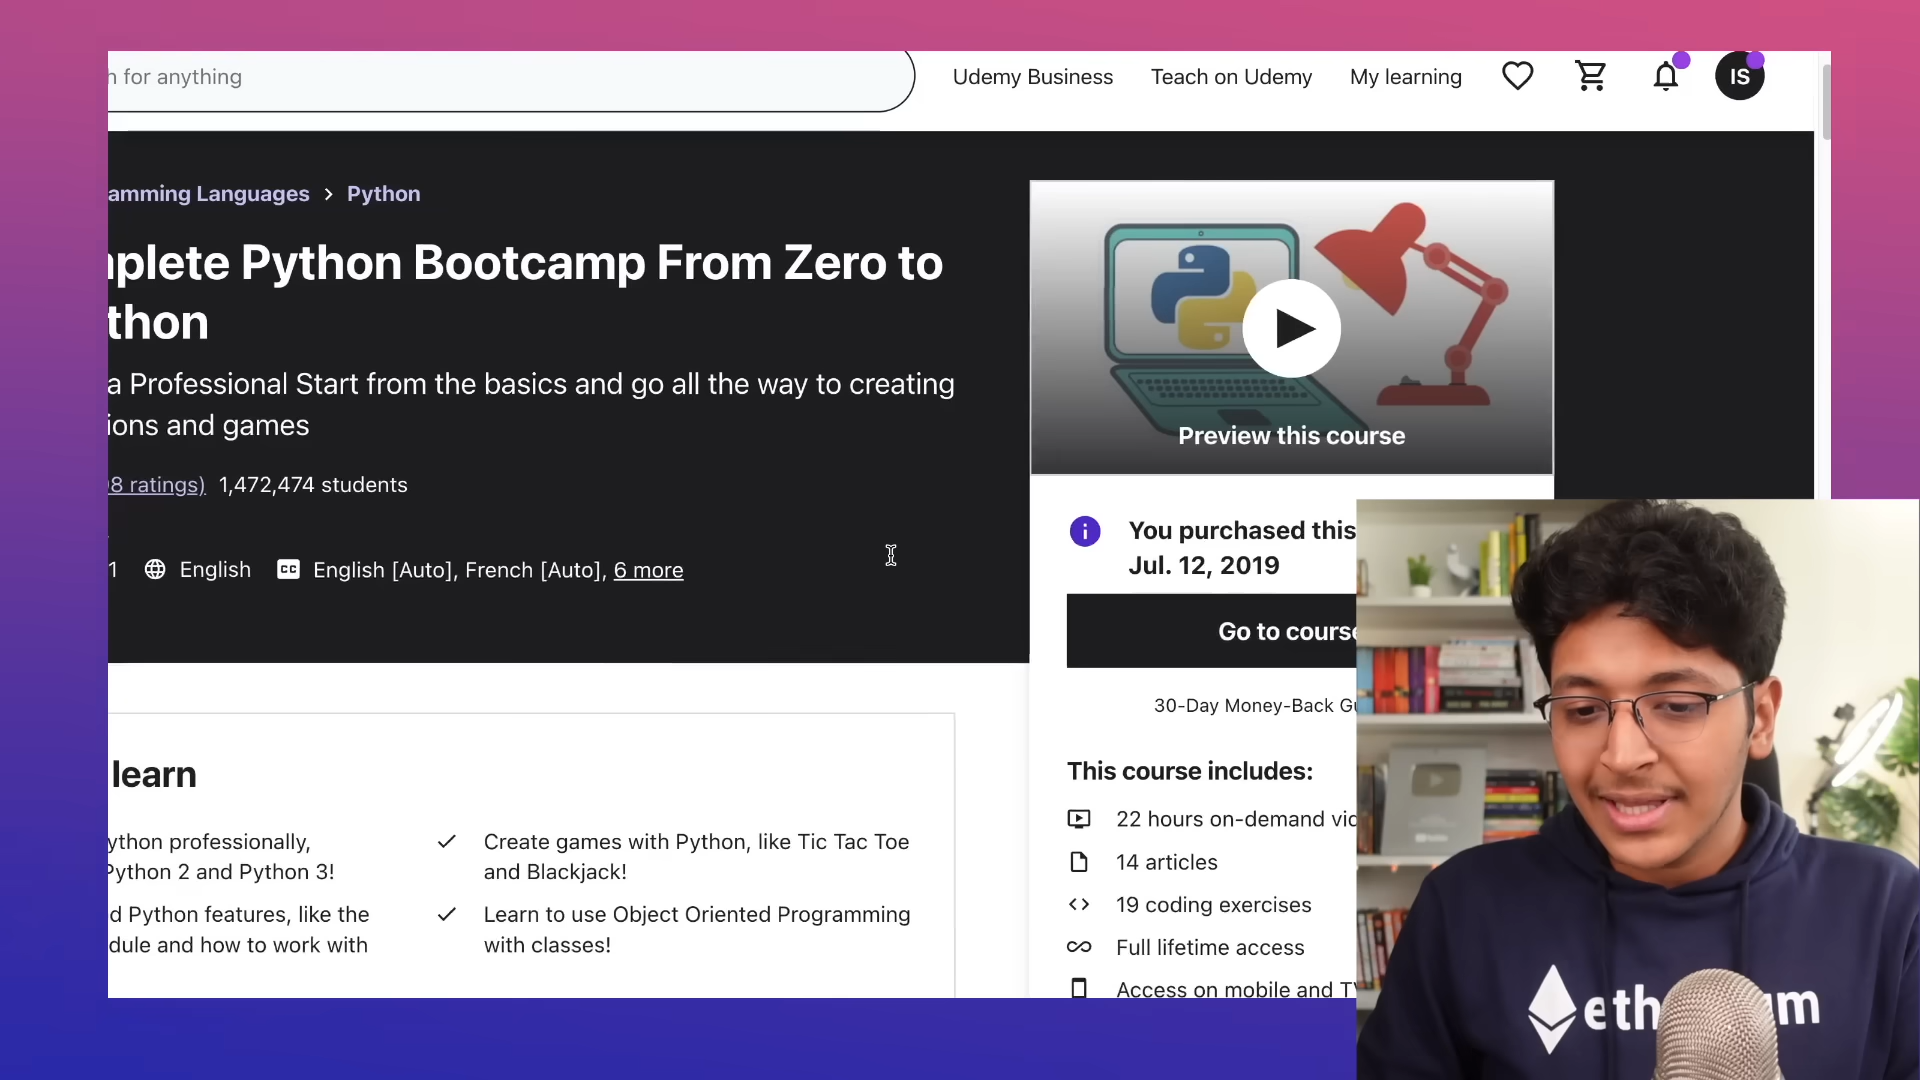 for anything
Udemy Business
Teach on Udemy
My learning
IS
amming Languages > Python
plete Python Bootcamp From Zero to
thon
a Professional Start from the basics and go all the way to creating
ions and games
8 ratings) 1,472,474 students
1 English CC English [Auto], French [Auto], 6 more
Preview this course
You purchased this
Jul. 12, 2019
Go to course
30-Day Money-Back Gu
This course includes:
22 hours on-demand vid
14 articles
19 coding exercises
Full lifetime access
Access on mobile and TV
learn
ython professionally,
Python 2 and Python 3!
Create games with Python, like Tic Tac Toe
and Blackjack!
d Python features, like the
dule and how to work with
Learn to use Object Oriented Programming
with classes!
eth um